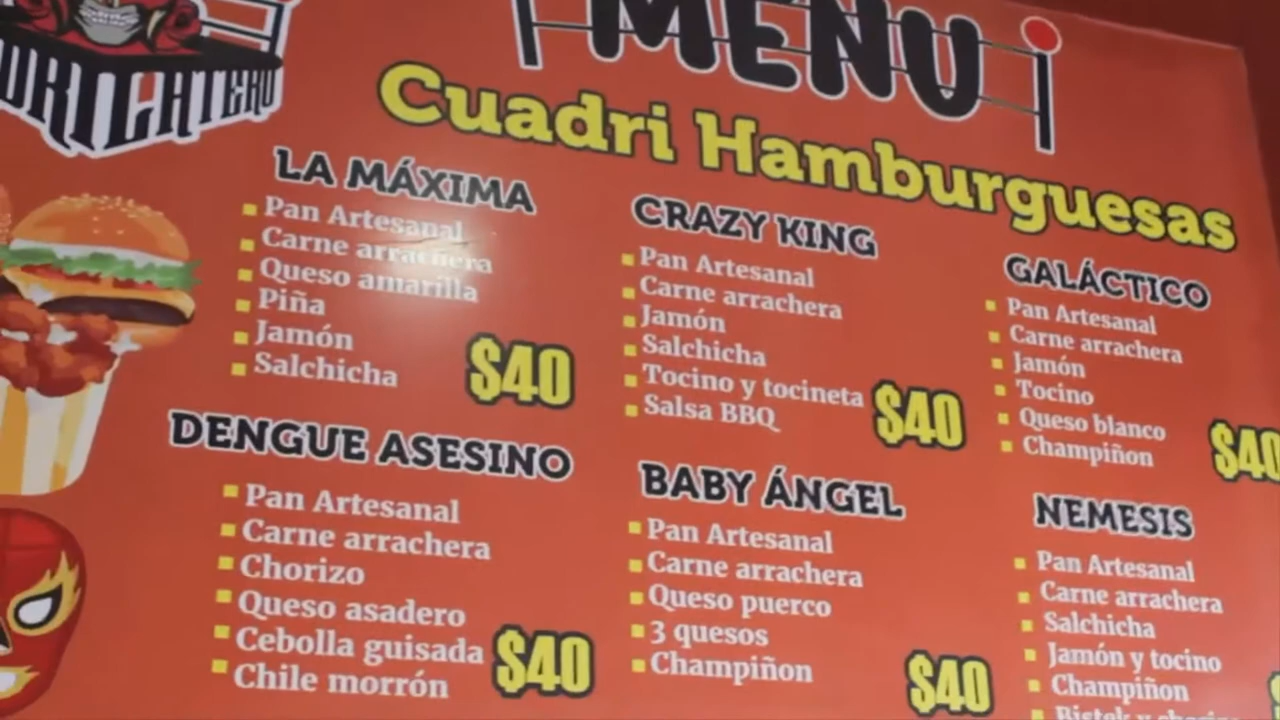 MENU
Cuadri Hamburguesas
LA MÁXIMA
Pan Artesanal
Carne arrachera
Queso amarilla
Piña
Jamón
Salchicha
$40
CRAZY KING
Pan Artesanal
Carne arrachera
Jamón
Salchicha
Tocino y tocineta
Salsa BBQ
$40
GALÁCTICO
Pan Artesanal
Carne arrachera
Jamón
Tocino
Queso blanco
Champiñon
$40
DENGUE ASESINO
Pan Artesanal
Carne arrachera
Chorizo
Queso asadero
Cebolla guisada
Chile morrón
$40
BABY ÁNGEL
Pan Artesanal
Carne arrachera
Queso puerco
3 quesos
Champiñon
$40
NEMESIS
Pan Artesanal
Carne arrachera
Salchicha
Jamón y tocino
Champiñon